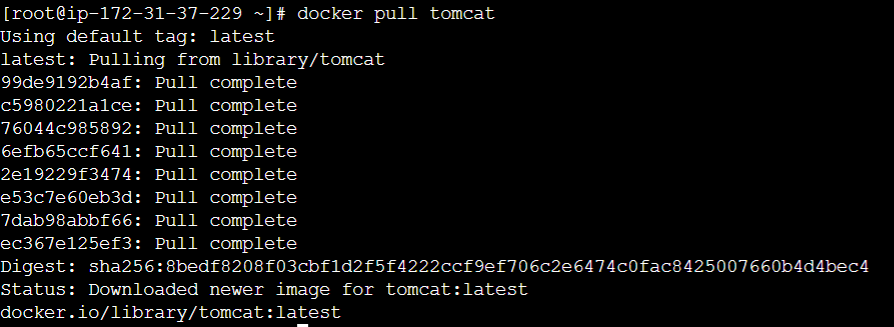 [root@ip-172-31-37-229 ~]# docker pull tomcat
Using default tag: latest
latest: Pulling from library/tomcat
99de9192b4af: Pull complete
c5980221a1ce: Pull complete
76044c985892: Pull complete
6efb65ccf641: Pull complete
2e19229f3474: Pull complete
e53c7e60eb3d: Pull complete
7dab98abbf66: Pull complete
ec367e125ef3: Pull complete
Digest: sha256:8bedf8208f03cbf1d2f5f4222ccf9ef706c2e6474c0fac8425007660b4d4bec4
Status: Downloaded newer image for tomcat:latest
docker.io/library/tomcat:latest